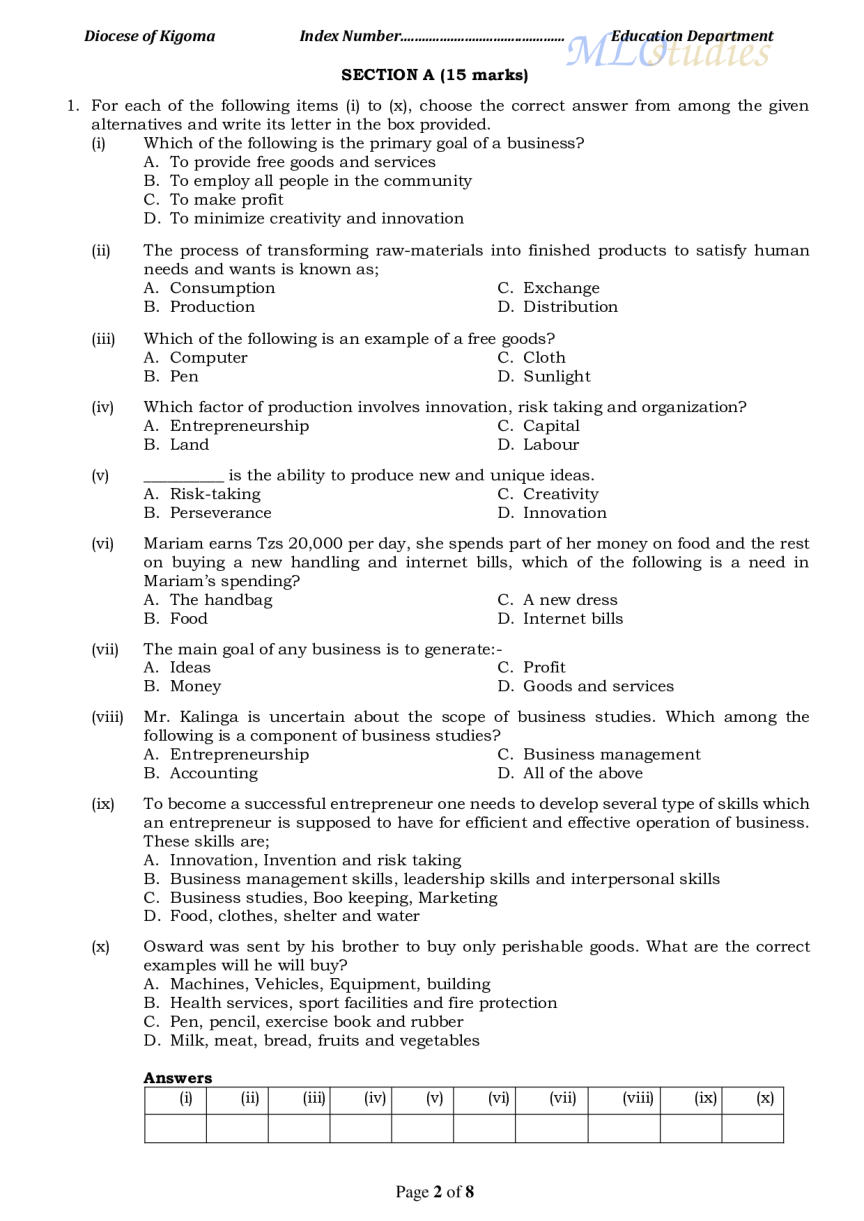 Diocese of Kigoma Index Number.............................................. Education Department
MLOstudies
SECTION A (15 marks)
1. For each of the following items (i) to (x), choose the correct answer from among the given
alternatives and write its letter in the box provided.
(i) Which of the following is the primary goal of a business?
A. To provide free goods and services
B. To employ all people in the community
C. To make profit
D. To minimize creativity and innovation
(ii) The process of transforming raw-materials into finished products to satisfy human
needs and wants is known as;
A. Consumption C. Exchange
B. Production D. Distribution
(iii) Which of the following is an example of a free goods?
A. Computer C. Cloth
B. Pen D. Sunlight
(iv) Which factor of production involves innovation, risk taking and organization?
A. Entrepreneurship C. Capital
B. Land D. Labour
(v) __________ is the ability to produce new and unique ideas.
A. Risk-taking C. Creativity
B. Perseverance D. Innovation
(vi) Mariam earns Tzs 20,000 per day, she spends part of her money on food and the rest
on buying a new handling and internet bills, which of the following is a need in
Mariam's spending?
A. The handbag C. A new dress
B. Food D. Internet bills
(vii) The main goal of any business is to generate:-
A. Ideas C. Profit
B. Money D. Goods and services
(viii) Mr. Kalinga is uncertain about the scope of business studies. Which among the
following is a component of business studies?
A. Entrepreneurship C. Business management
B. Accounting D. All of the above
(ix) To become a successful entrepreneur one needs to develop several type of skills which
an entrepreneur is supposed to have for efficient and effective operation of business.
These skills are;
A. Innovation, Invention and risk taking
B. Business management skills, leadership skills and interpersonal skills
C. Business studies, Boo keeping, Marketing
D. Food, clothes, shelter and water
(x) Osward was sent by his brother to buy only perishable goods. What are the correct
examples will he will buy?
A. Machines, Vehicles, Equipment, building
B. Health services, sport facilities and fire protection
C. Pen, pencil, exercise book and rubber
D. Milk, meat, bread, fruits and vegetables
Answers
(i) (ii) (iii) (iv) (v) (vi) (vii) (viii) (ix) (x)
Page 2 of 8